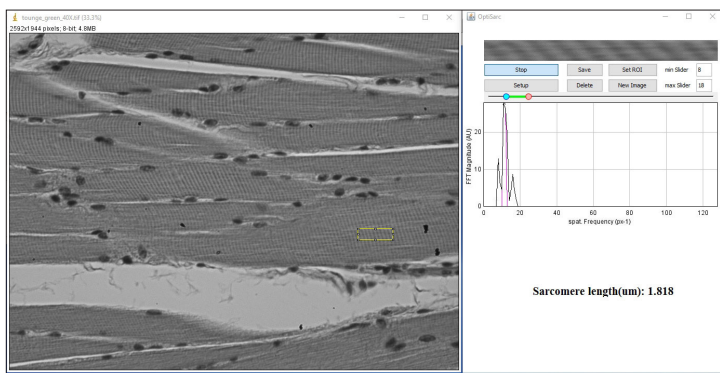 tounge_green_40X.tif (33.3%)
2592x1944 pixels; 8-bit; 4.8MB
OptiSarc
Stop Save Set ROI min Slider 8
Setup Delete New Image max Slider 18
FFT Magnitude (AU)
20
10
0
0 20 40 60 80 100 120
spat. Frequency (px-1)
Sarcomere length(um): 1.818